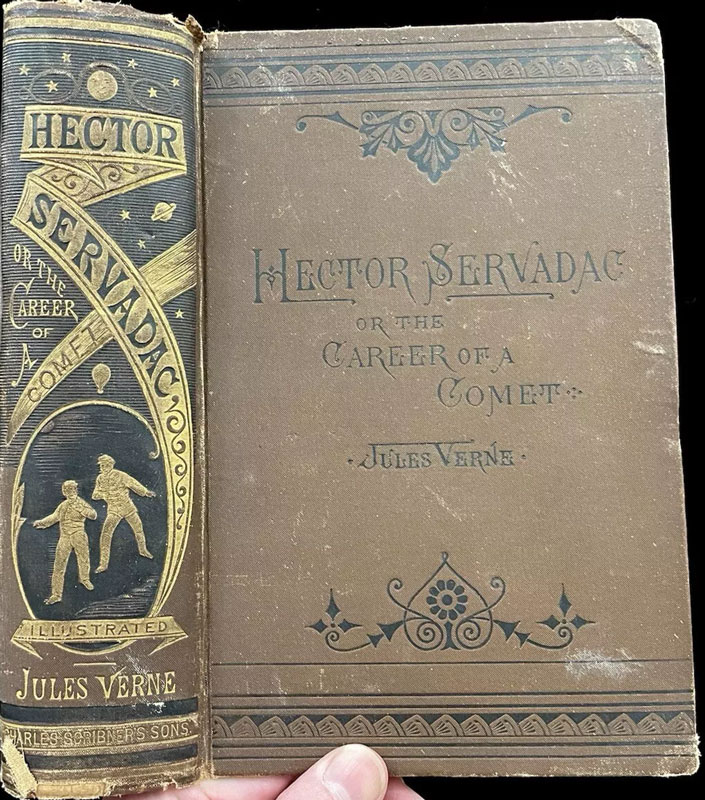 HECTOR
SERVADAC
OR THE
CAREER
OF
A
COMET
ILLUSTRATED
JULES VERNE
CHARLES SCRIBNER'S SONS.
HECTOR SERVADAC
OR THE
CAREER OF A
COMET
JULES VERNE